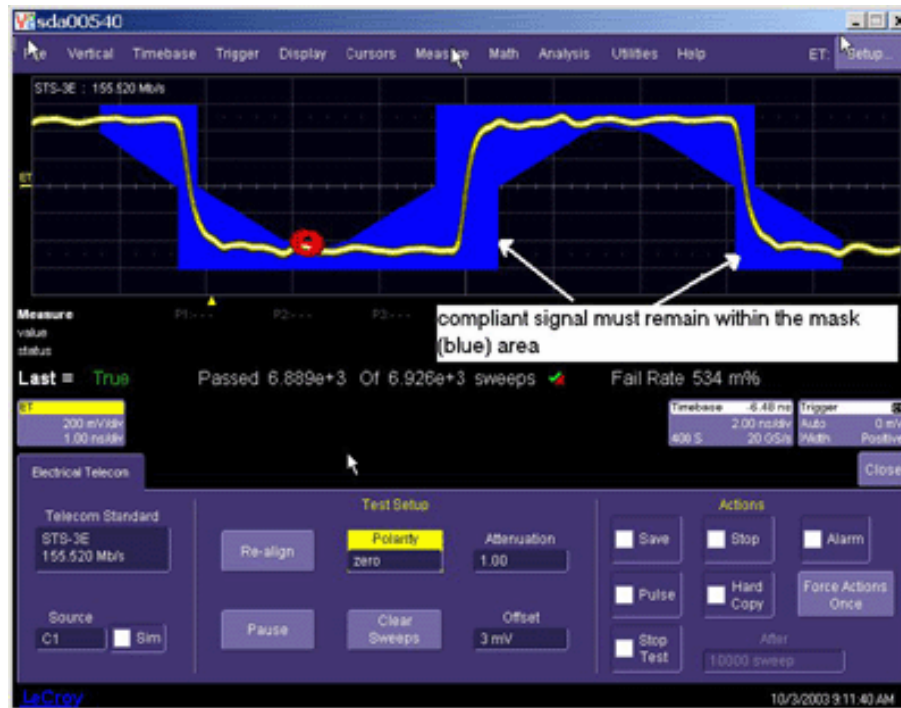 sda00540
File Vertical Timebase Trigger Display Cursors Measure Math Analysis Utilities Help ET: Setup...
STS-3E : 155.520 Mb/s
ET
compliant signal must remain within the mask
(blue) area
Measure P1:--- P2:--- P3:---
value
status
Last = True Passed 6.889e+3 Of 6.926e+3 sweeps Fail Rate 534 m%
ET
200 mV/div
1.00 ns/div
Timebase -6.48 ns
2.00 ns/div
400 S 20 GS/s
Trigger
Auto 0 mV
Width Positive
Electrical Telecon
Close
Telecom Standard
STS-3E
155.520 Mb/s
Source
C1
Sim
Test Setup
Re-align
Polarity
zero
Attenuation
1.00
Pause
Clear
Sweeps
Offset
3 mV
Actions
Save
Stop
Alarm
Pulse
Hard
Copy
Force Actions
Once
Stop
Test
After
10000 sweep
LeCroy
10/3/2003 9:11:40 AM